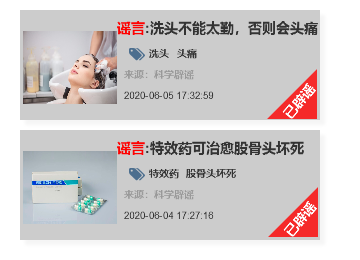 谣言:洗头不能太勤，否则会头痛
洗头 头痛
来源：科学辟谣
2020-06-05 17:32:59
已辟谣
谣言:特效药可治愈股骨头坏死
特效药 股骨头坏死
来源：科学辟谣
2020-06-04 17:27:16
已辟谣